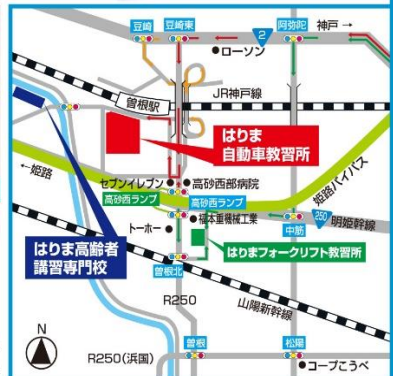 豆崎
豆崎東
2
阿弥陀
神戸 →
ローソン
JR神戸線
曽根駅
はりま
自動車教習所
←姫路
セブンイレブン
高砂西部病院
姫路バイパス
高砂西ランプ
高砂西ランプ
250
明姫幹線
福本重機械工業
中筋
トーホー
はりま高齢者
講習専門校
はりまフォークリフト教習所
曽根北
R250
山陽新幹線
N
曽根
松陽
R250(浜国)
コープこうべ